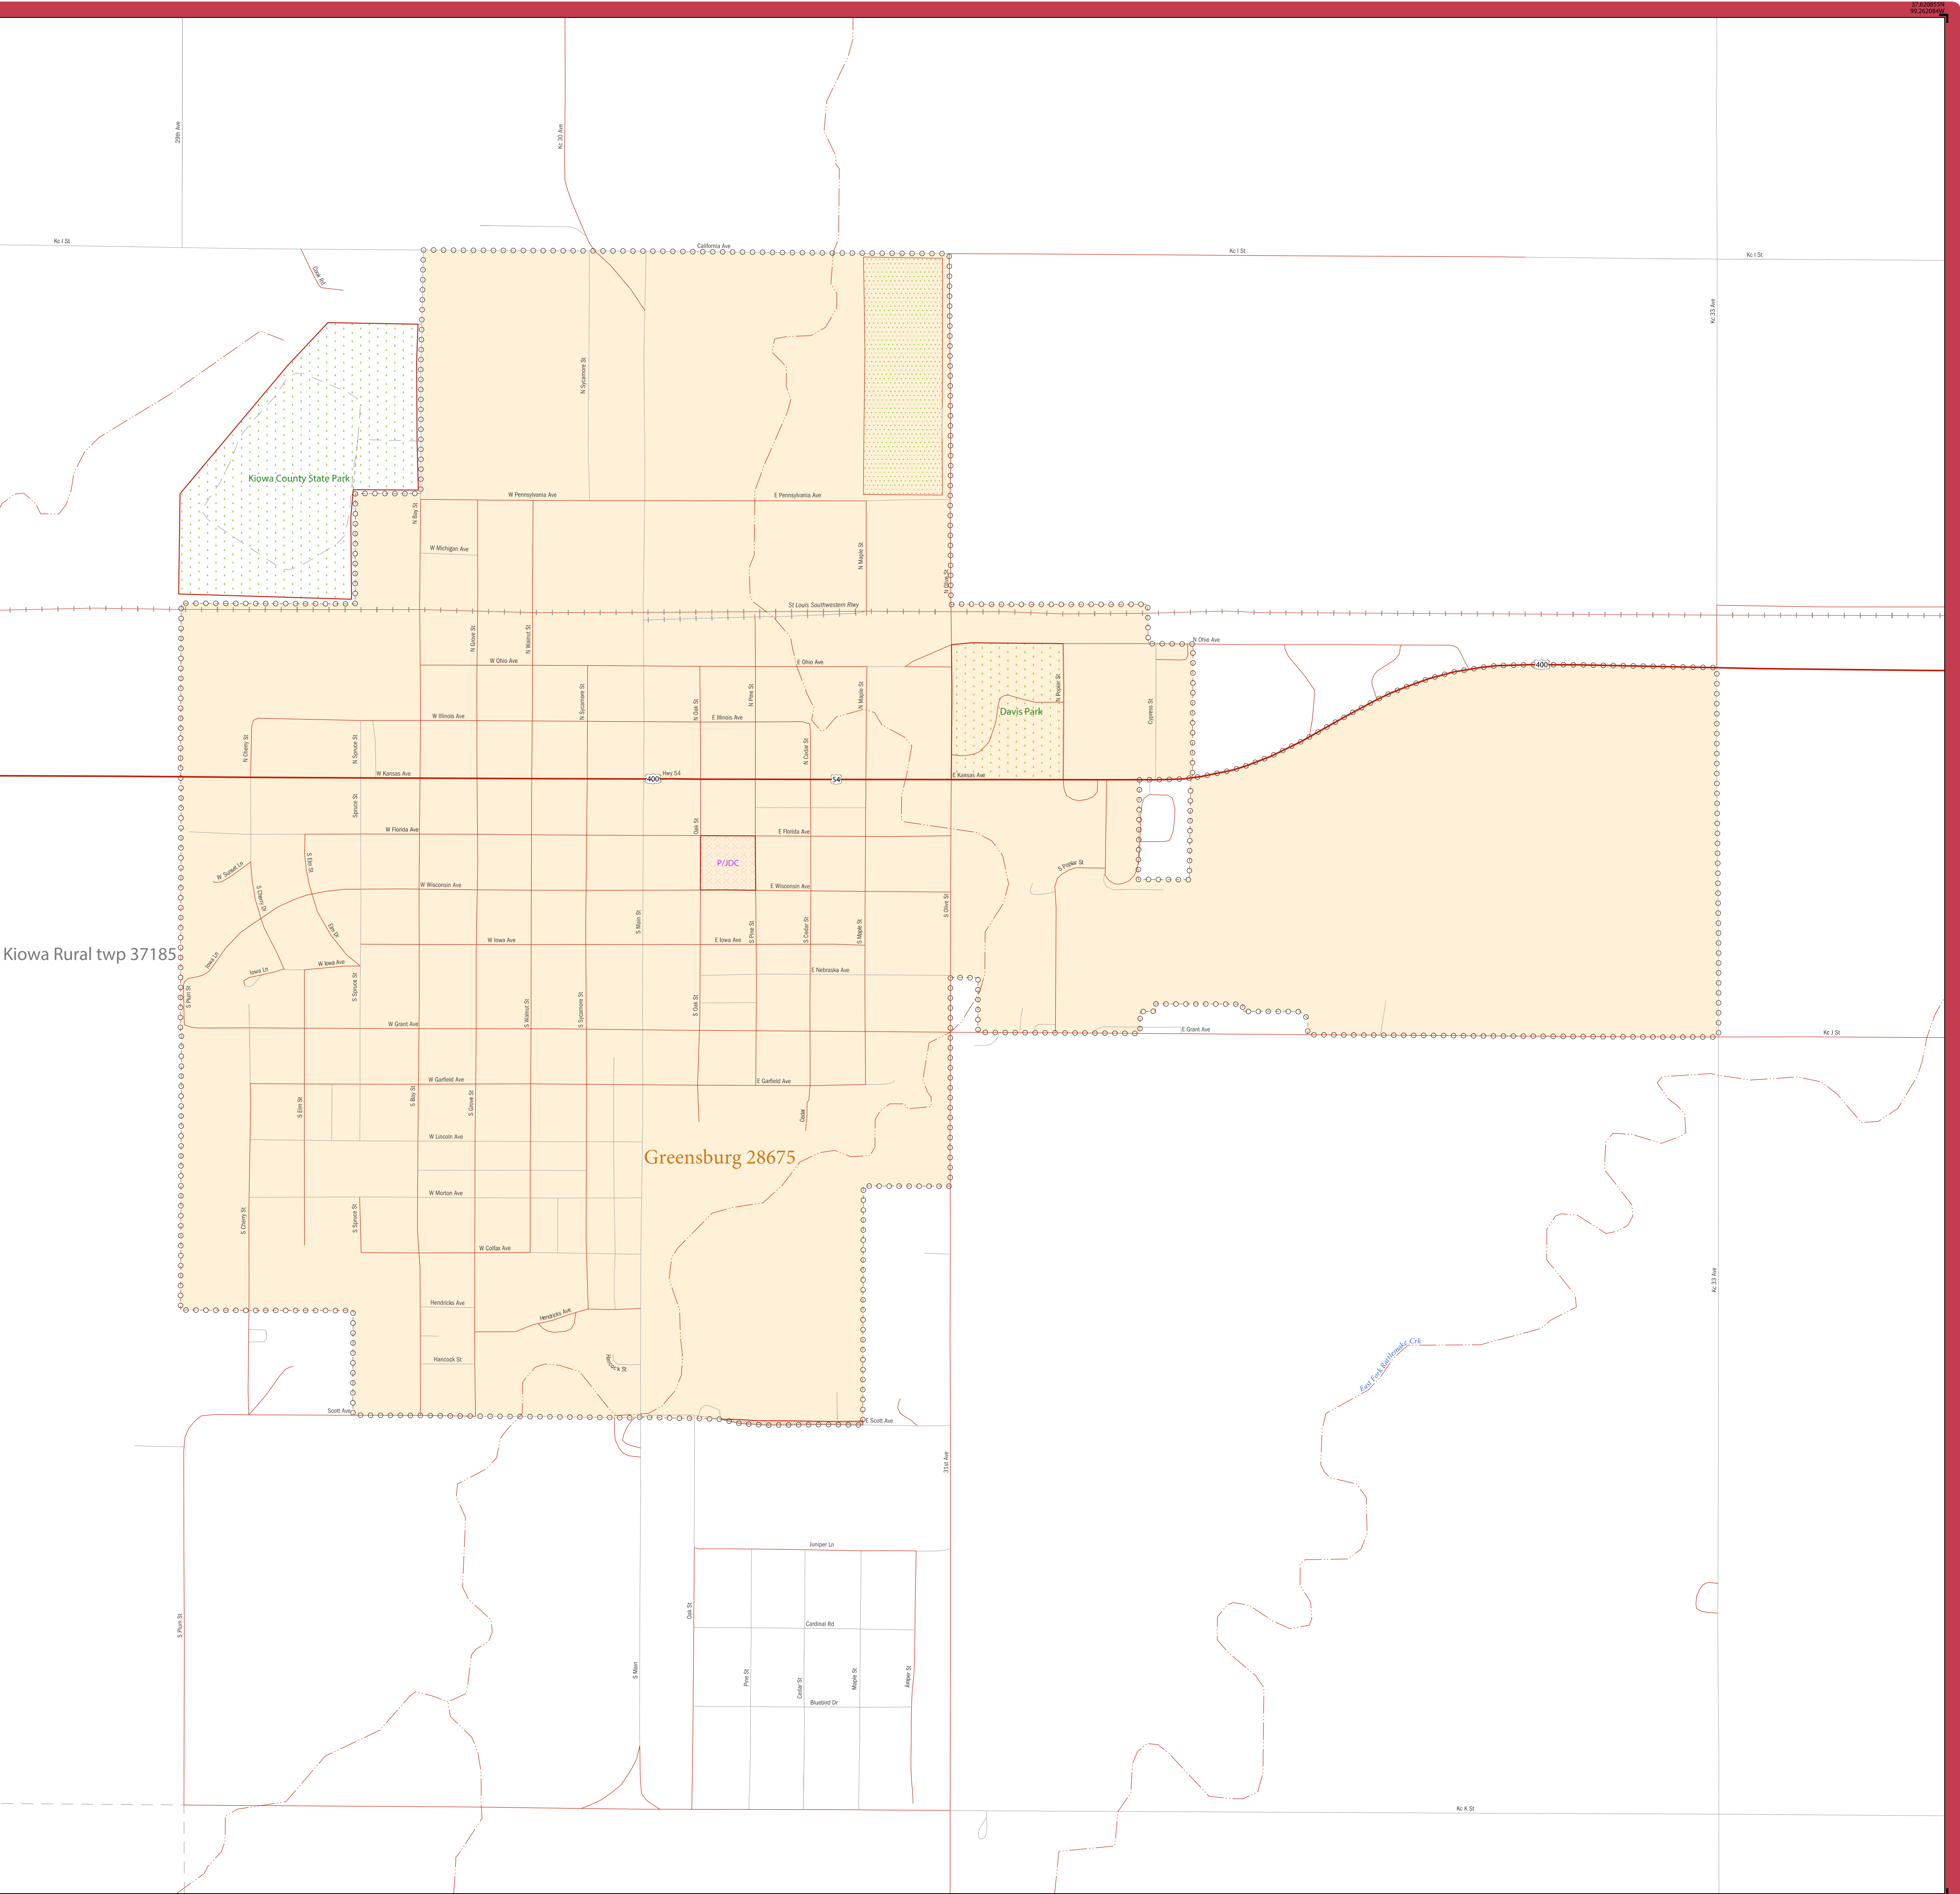 37.620855N
99.262084W
29th Ave
Kc 30 Ave
Kc I St
California Ave
Kc I St
Kc I St
Cook Rd
Kc 33 Ave
N Sycamore St
Kiowa County State Park
W Pennsylvania Ave
E Pennsylvania Ave
N Bay St
W Michigan Ave
N Maple St
N Olive St
St Louis Southwestern Rlwy
N Grove St
N Walnut St
N Ohio Ave
W Ohio Ave
E Ohio Ave
400
N Sycamore St
N Oak St
N Pine St
N Maple St
N Popler St
Cypress St
Davis Park
W Illinois Ave
E Illinois Ave
N Cherry St
N Spruce St
N Cedar St
W Kansas Ave
400
Hwy 54
54
E Kansas Ave
Spruce St
Oak St
W Florida Ave
E Florida Ave
P/JDC
W Sunset Ln
S Elm St
S Popler St
W Wisconsin Ave
E Wisconsin Ave
S Cherry Dr
S Olive St
Elm Dr
S Main St
S Pine St
S Cedar St
S Maple St
W Iowa Ave
E Iowa Ave
Kiowa Rural twp 37185
Iowa Ln
Iowa Ln
W Iowa Ave
E Nebraska Ave
S Plum St
S Spruce St
S Oak St
S Walnut St
S Sycamore St
W Grant Ave
E Grant Ave
Kc J St
W Garfield Ave
E Garfield Ave
S Elm St
S Bay St
S Grove St
Cedar
W Lincoln Ave
Greensburg 28675
W Morton Ave
S Cherry St
S Spruce St
W Colfax Ave
Kc 33 Ave
Hendricks Ave
Hendricks Ave
East Fork Rattlesnake Crk
Hancock St
Hancock St
Scott Ave
E Scott Ave
31st Ave
Juniper Ln
Oak St
S Plum St
Cardinal Rd
S Main
Pine St
Cedar St
Maple St
Juniper St
Bluebird Dr
Kc K St